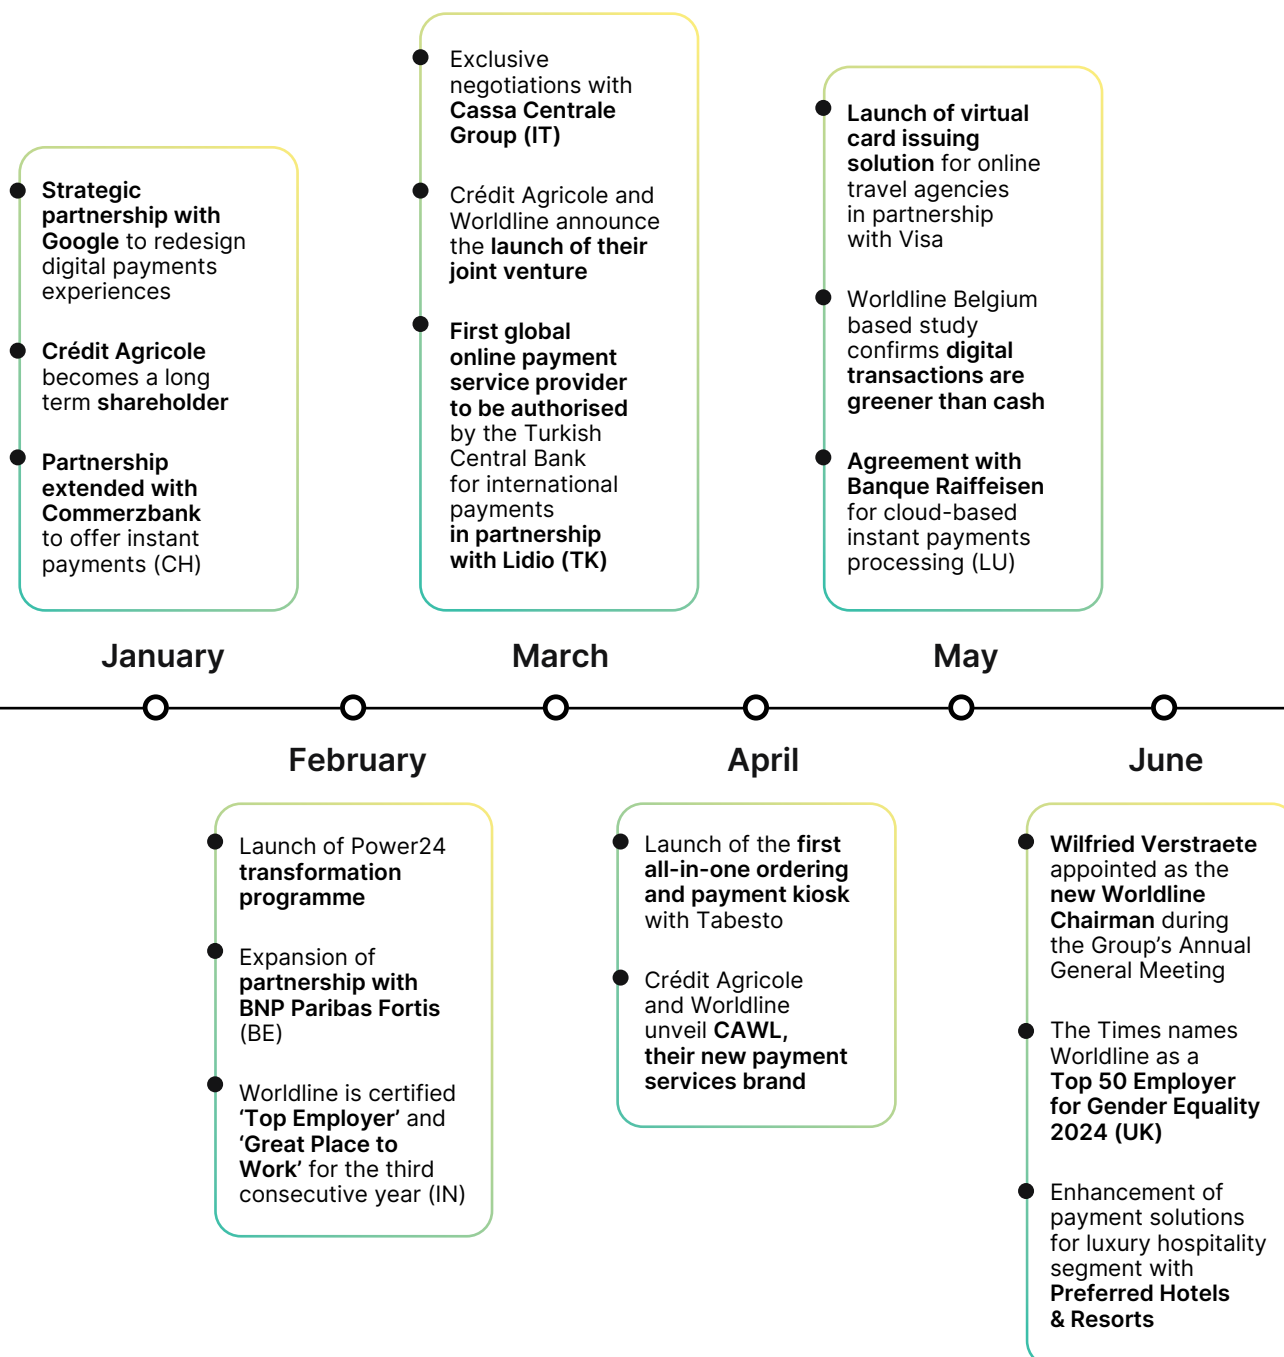 Strategic
partnership with
Google to redesign
digital payments
experiences
Crédit Agricole
becomes a long
term shareholder
Partnership
extended with
Commerzbank
to offer instant
payments (CH)
January
Launch of Power24
transformation
programme
Expansion of
partnership with
BNP Paribas Fortis
(BE)
Worldline is certified
‘Top Employer’ and
‘Great Place to
Work’ for the third
consecutive year (IN)
February
Exclusive
negotiations with
Cassa Centrale
Group (IT)
Crédit Agricole and
Worldline announce
the launch of their
joint venture
First global
online payment
service provider
to be authorised
by the Turkish
Central Bank
for international
payments
in partnership
with Lidio (TK)
March
April
Launch of the first
all-in-one ordering
and payment kiosk
with Tabesto
Crédit Agricole
and Worldline
unveil CAWL,
their new payment
services brand
Launch of virtual
card issuing
solution for online
travel agencies
in partnership
with Visa
Worldline Belgium
based study
confirms digital
transactions are
greener than cash
Agreement with
Banque Raiffeisen
for cloud-based
instant payments
processing (LU)
May
June
Wilfried Verstraete
appointed as the
new Worldline
Chairman during
the Group’s Annual
General Meeting
The Times names
Worldline as a
Top 50 Employer
for Gender Equality
2024 (UK)
Enhancement of
payment solutions
for luxury hospitality
segment with
Preferred Hotels
& Resorts